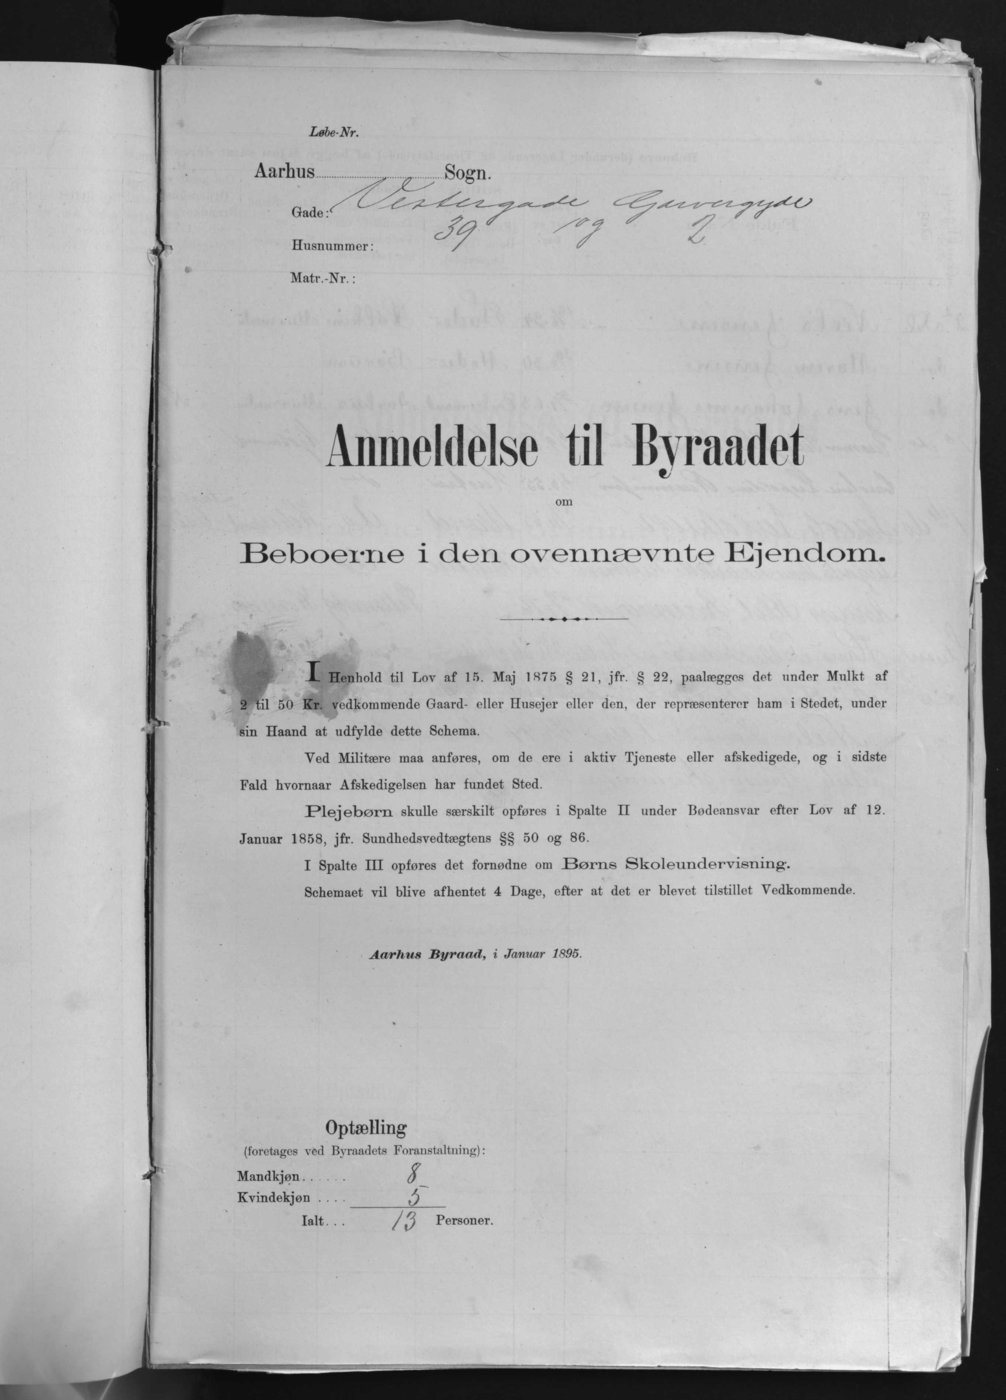 Løbe-Nr.
Aarhus Sogn.
Gade: Vestergade Garvergyde
Husnummer: 39 og 2
Matr.-Nr.:
Anmeldelse til Byraadet
om
Beboerne i den ovennævnte Ejendom.
I Henhold til Lov af 15. Maj 1875 § 21, jfr. § 22, paalægges det under Mulkt af
2 til 50 Kr. vedkommende Gaard- eller Husejer eller den, der repræsenterer ham i Stedet, under
sin Haand at udfylde dette Schema.
Ved Militære maa anføres, om de ere i aktiv Tjeneste eller afskedigede, og i sidste
Fald hvornaar Afskedigelsen har fundet Sted.
Plejebørn skulle særskilt opføres i Spalte II under Bødeansvar efter Lov af 12.
Januar 1858, jfr. Sundhedsvedtægtens §§ 50 og 86.
I Spalte III opføres det fornødne om Børns Skoleundervisning.
Schemaet vil blive afhentet 4 Dage, efter at det er blevet tilstillet Vedkommende.
Aarhus Byraad, i Januar 1895.
Optælling
(foretages ved Byraadets Foranstaltning):
Mandkjøn...... 8
Kvindekjøn .... 5
Ialt... 13 Personer.